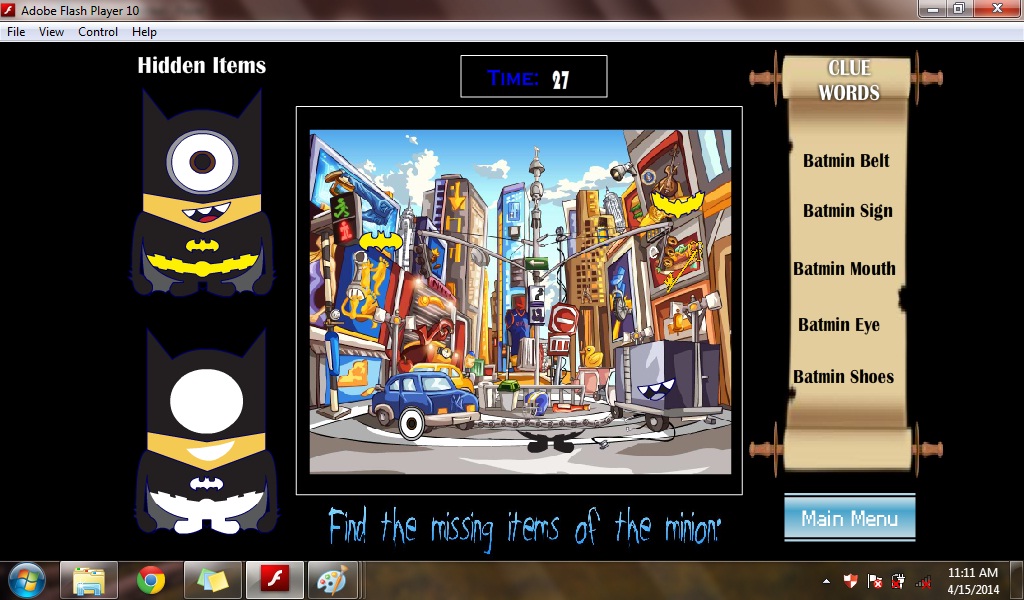 Adobe Flash Player 10
File View Control Help
Hidden Items
TIME: 27
CLUE
WORDS
Batmin Belt
Batmin Sign
Batmin Mouth
Batmin Eye
Batmin Shoes
Find the missing items of the minion:
Main Menu
11:11 AM
4/15/2014